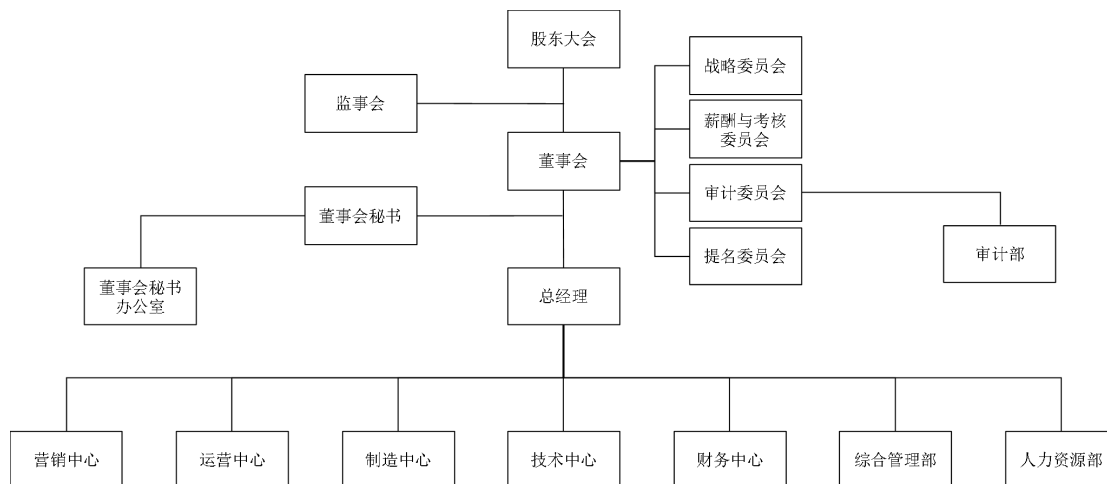 股东大会
战略委员会
监事会
薪酬与考核
委员会
董事会
审计委员会
董事会秘书
审计部
提名委员会
董事会秘书
办公室
总经理
营销中心
运营中心
制造中心
技术中心
财务中心
综合管理部
人力资源部